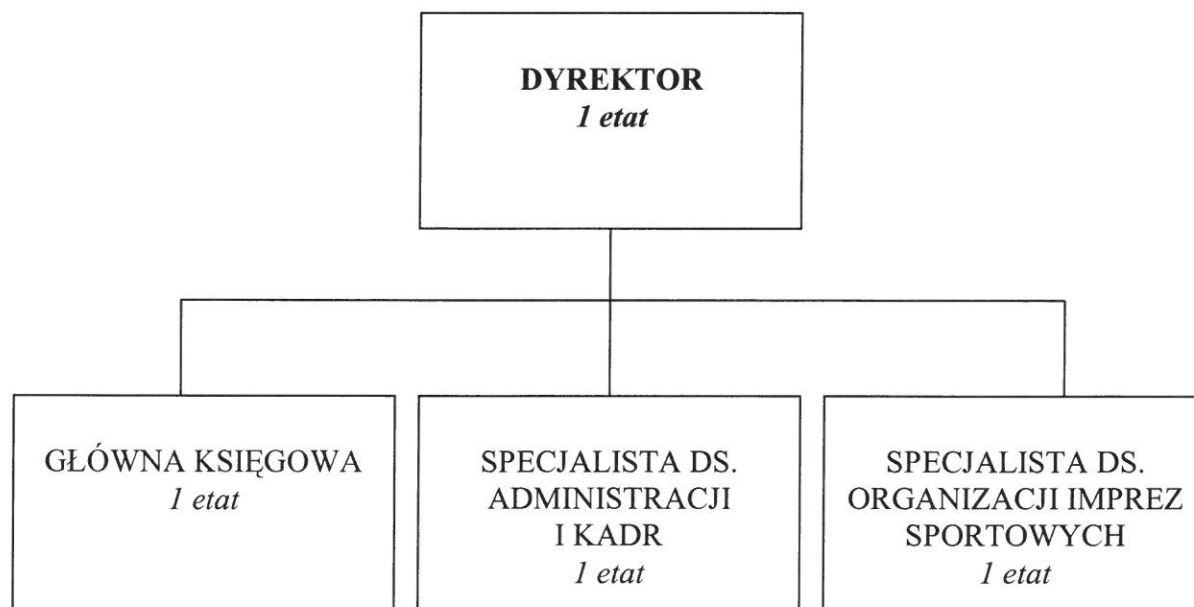 DYREKTOR
1 etat
GŁÓWNA KSIĘGOWA
1 etat
SPECJALISTA DS.
ADMINISTRACJI
I KADR
1 etat
SPECJALISTA DS.
ORGANIZACJI IMPREZ
SPORTOWYCH
1 etat